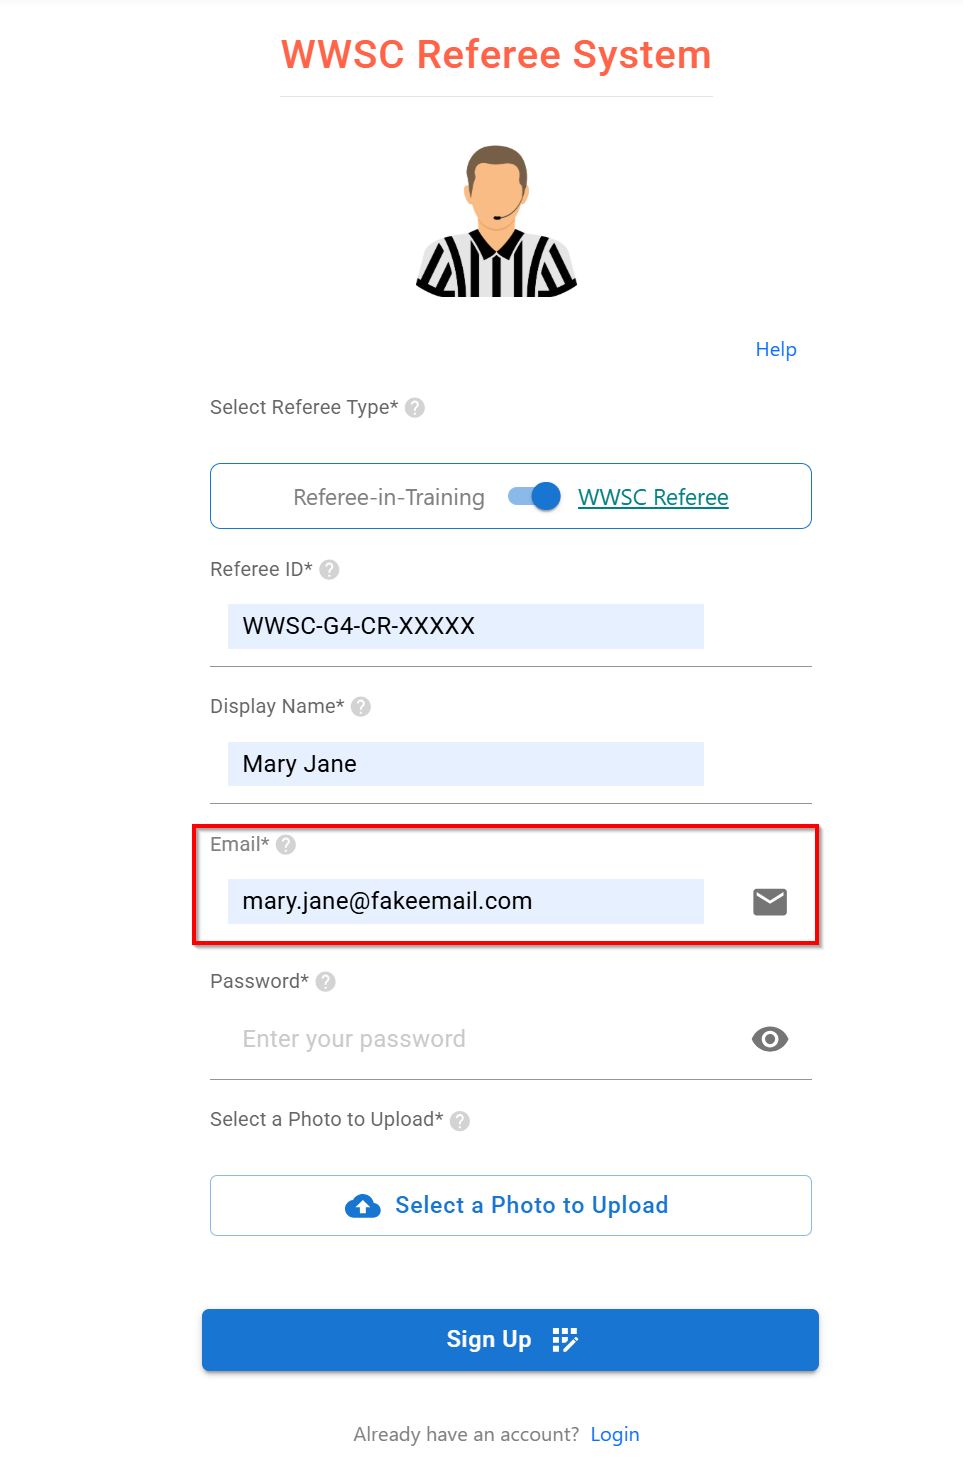 WWSC Referee System
Help
Select Referee Type*
Referee-in-Training WWSC Referee
Referee ID*
WWSC-G4-CR-XXXXX
Display Name*
Mary Jane
Email*
mary.jane@fakeemail.com
Password*
Enter your password
Select a Photo to Upload*
Select a Photo to Upload
Sign Up
Already have an account? Login